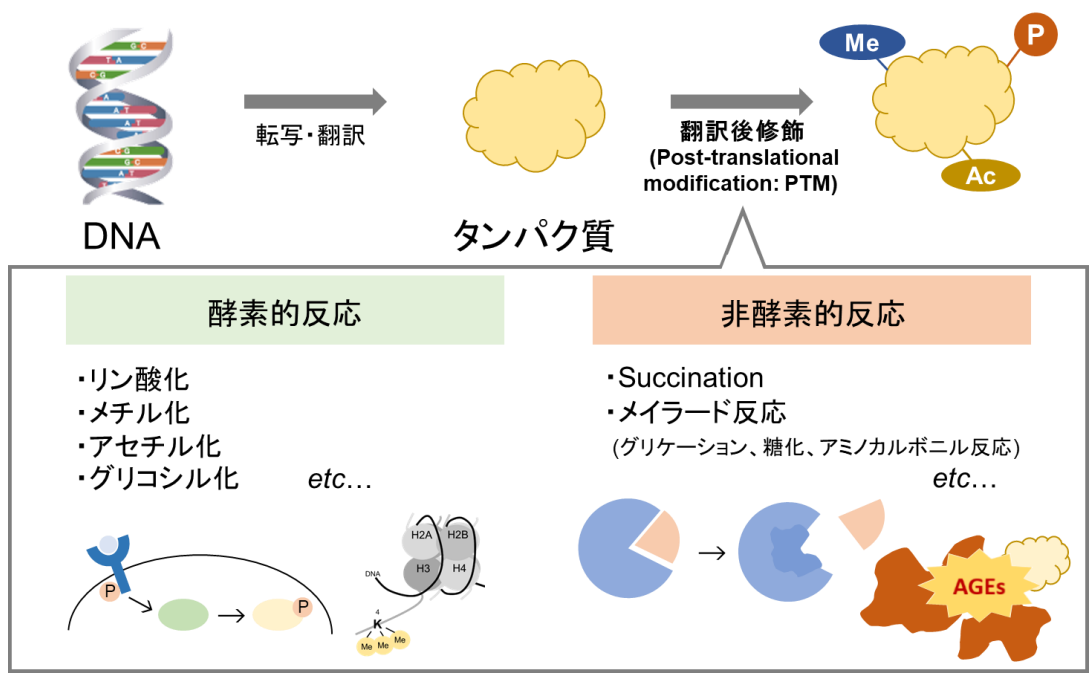 G C
T A
C G
A
A T
A T
T A
C G
G C
A T
T
DNA
転写・翻訳
タンパク質
翻訳後修飾
(Post-translational
modification: PTM)
Me
P
Ac
酵素的反応
・リン酸化
・メチル化
・アセチル化
・グリコシル化 etc…
P
P
H2A H2B
H3 H4
DNA
4
K
Me Me Me
非酵素的反応
・Succination
・メイラード反応
(グリケーション、糖化、アミノカルボニル反応)
etc…
AGEs